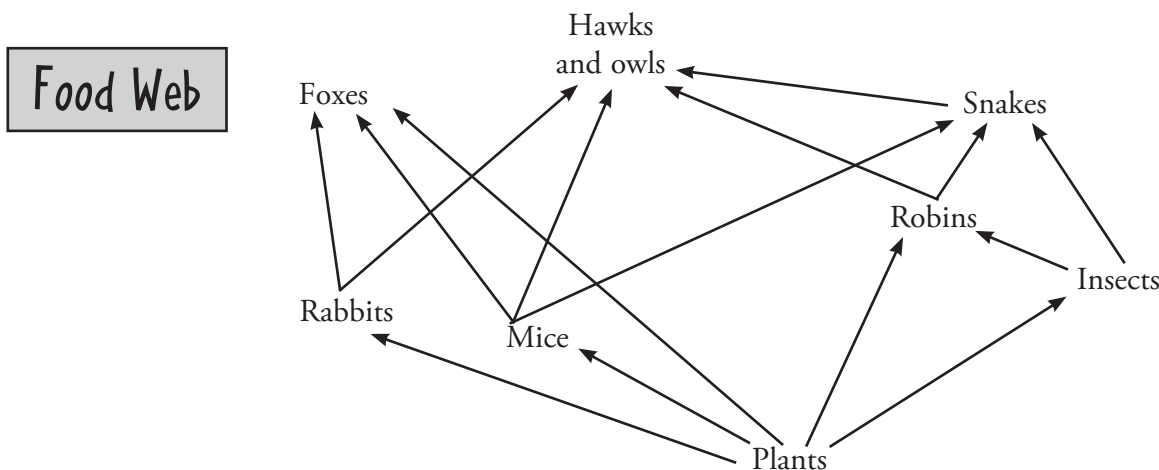 Food Web
Hawks
and owls
Foxes
Snakes
Robins
Insects
Rabbits
Mice
Plants